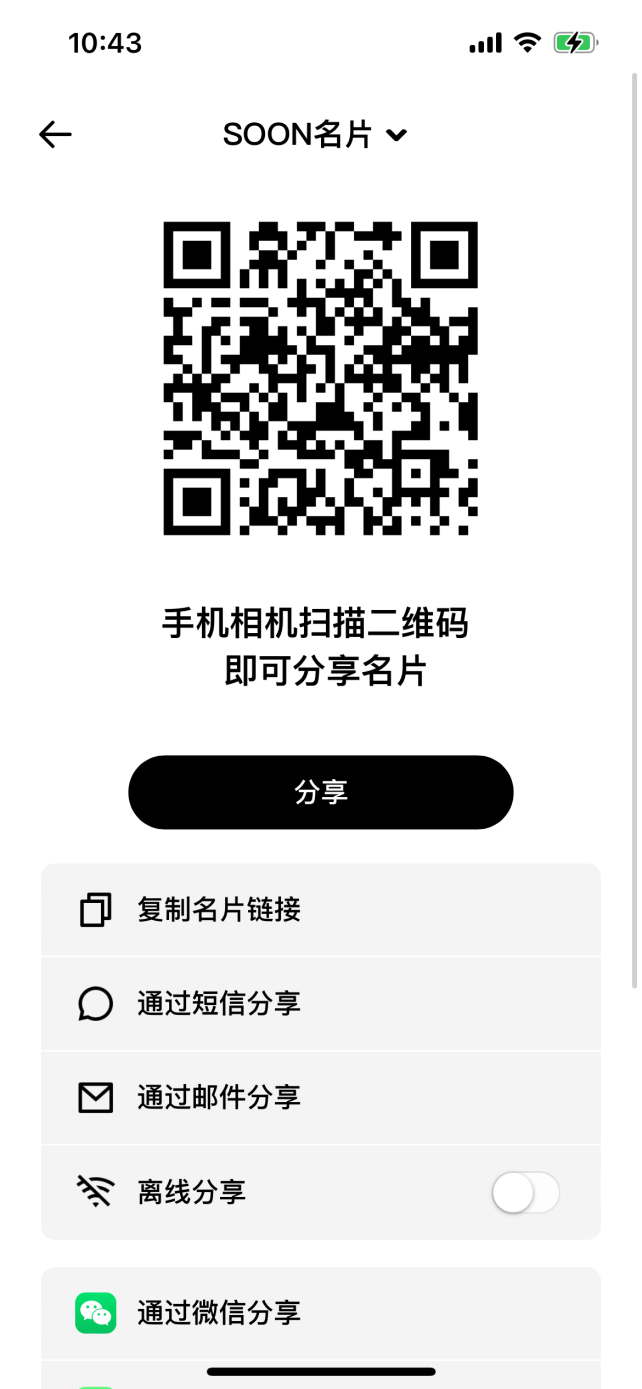 10:43
SOON名片
手机相机扫描二维码
即可分享名片
分享
复制名片链接
通过短信分享
通过邮件分享
离线分享
通过微信分享